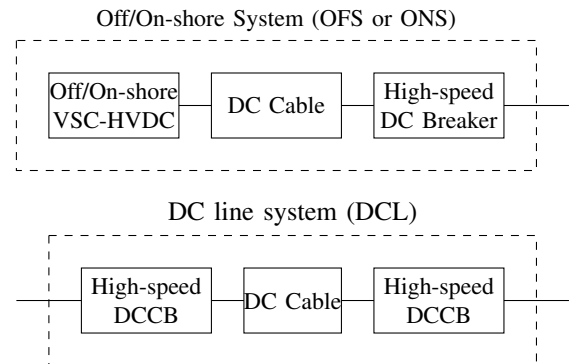 Off/On-shore System (OFS or ONS)
Off/On-shore
VSC-HVDC
DC Cable
High-speed
DC Breaker
DC line system (DCL)
High-speed
DCCB
DC Cable
High-speed
DCCB